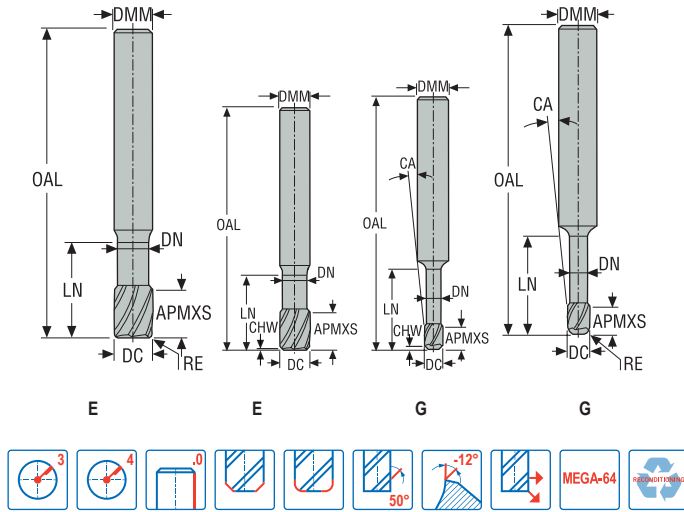 DMM
OAL
DN
LN
APMXS
DC
RE
E
DMM
OAL
DN
LN
CHW
APMXS
DC
E
DMM
CA
OAL
DN
LN
CHW
APMXS
DC
G
DMM
CA
OAL
DN
LN
APMXS
DC
RE
G
3
4
.0
50°
-12°
MEGA-64
RECONDITIONING